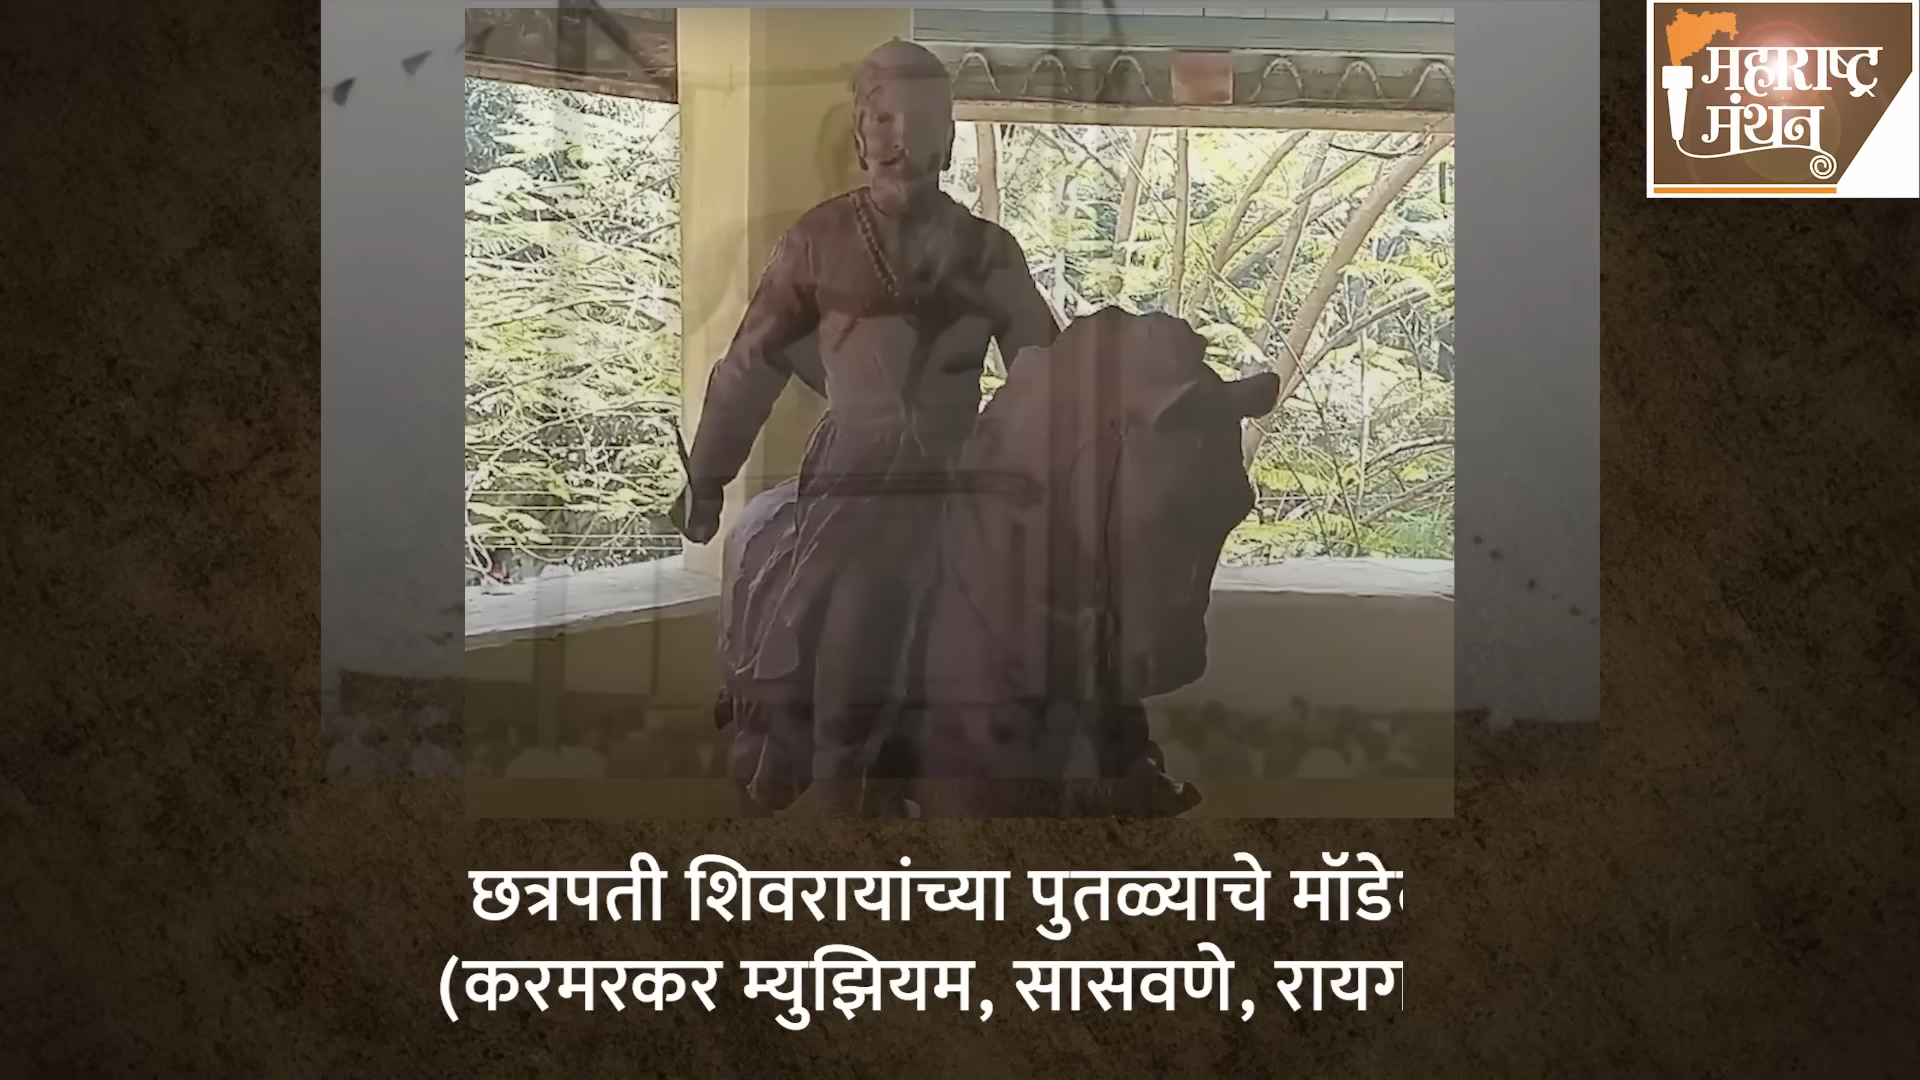 महाराष्ट्र
मंथन
छत्रपती शिवरायांच्या पुतळ्याचे
(करमरकर म्युझियम, सासवणे,